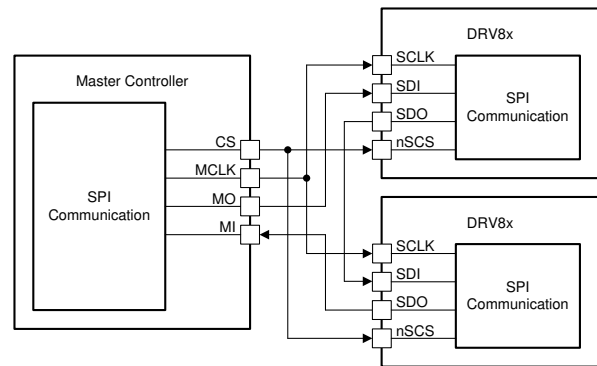 Master Controller
SPI
Communication
CS
MCLK
MO
MI
DRV8x
SCLK
SDI
SDO
nSCS
SPI
Communication
DRV8x
SCLK
SDI
SDO
nSCS
SPI
Communication